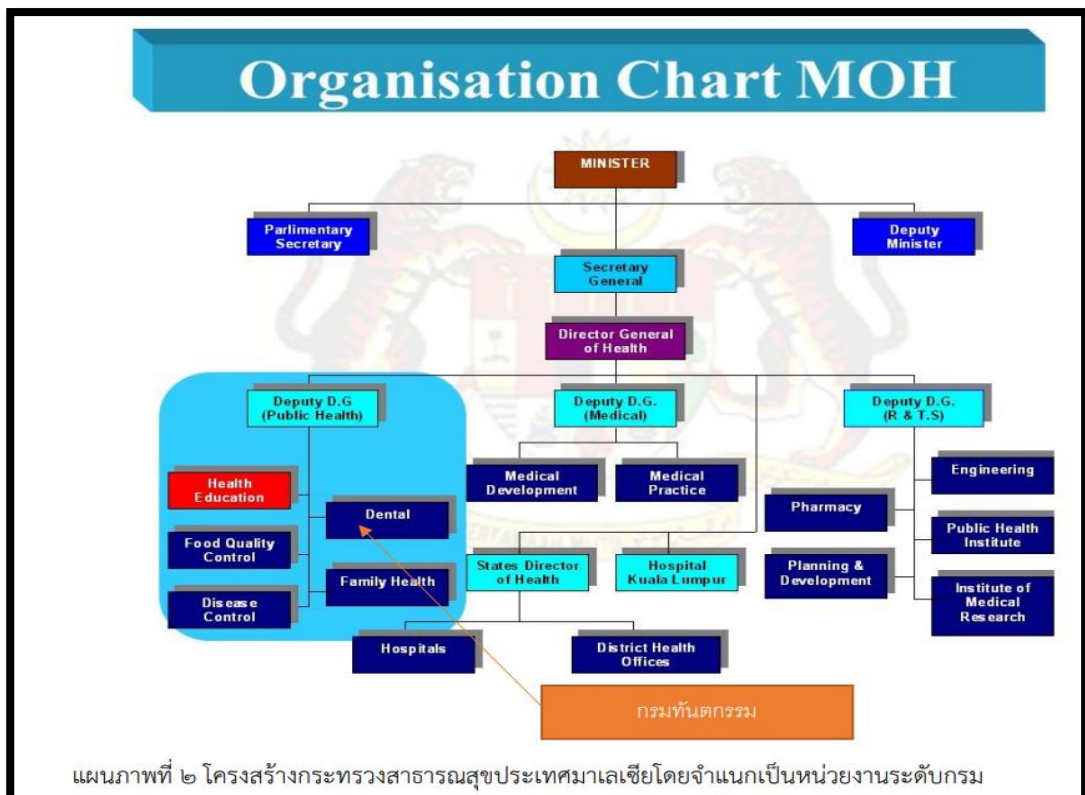 Organisation Chart MOH
MINISTER
Parlimentary
Secretary
Deputy
Minister
Secretary
General
Director General
of Health
Deputy D.G
(Public Health)
Deputy D.G.
(Medical)
Deputy D.G.
(R & T.S)
Health
Education
Dental
Food Quality
Control
Family Health
Disease
Control
Medical
Development
Medical
Practice
States Director
of Health
Hospital
Kuala Lumpur
Hospitals
District Health
Offices
Engineering
Pharmacy
Public Health
Institute
Planning &
Development
Institute of
Medical
Research
กรมทันตกรรม
แผนภาพที่ ๒ โครงสร้างกระทรวงสาธารณสุขประเทศมาเลเซียโดยจำแนกเป็นหน่วยงานระดับกรม